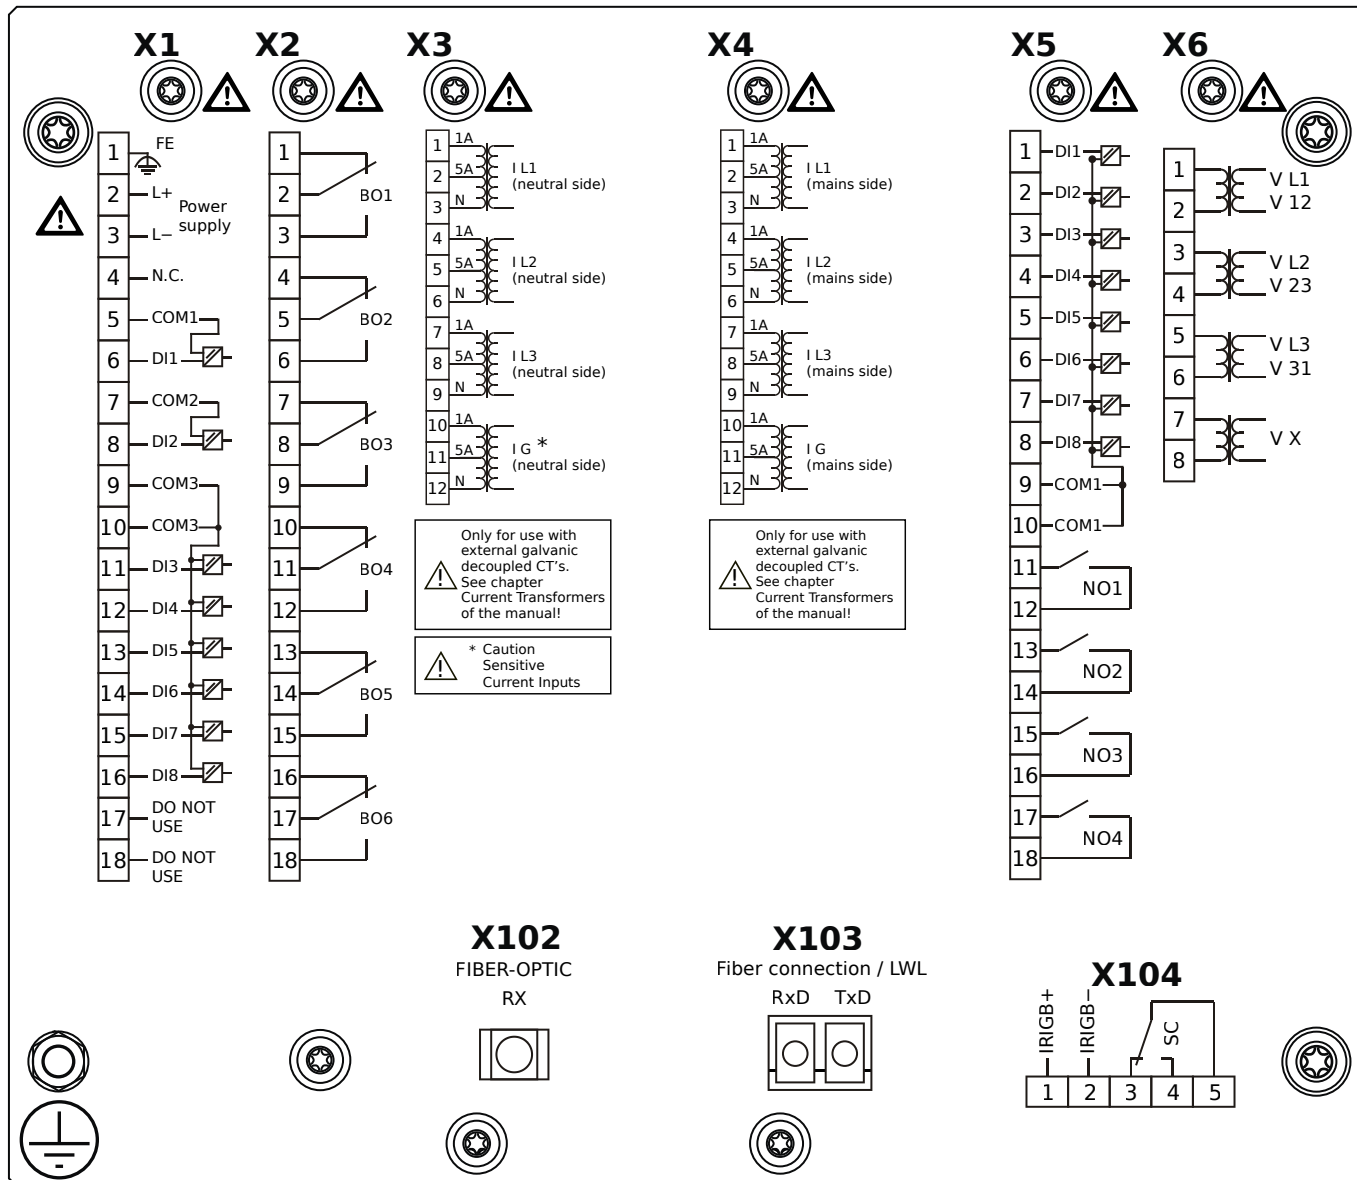 X1
1
FE
2
L+
Power
supply
3
L−
4
N.C.
5
COM1
6
DI1
7
COM2
8
DI2
9
COM3
10
COM3
11
DI3
12
DI4
13
DI5
14
DI6
15
DI7
16
DI8
17
DO NOT
USE
18
DO NOT
USE
X2
1
2
BO1
3
4
5
BO2
6
7
8
BO3
9
10
11
BO4
12
13
14
BO5
15
16
17
BO6
18
X3
1
1A
2
5A
I L1
(neutral side)
3
N
4
1A
5
5A
I L2
(neutral side)
6
N
7
1A
8
5A
I L3
(neutral side)
9
N
10
1A
11
5A
I G *
(neutral side)
12
N
Only for use with
external galvanic
decoupled CT's.
See chapter
Current Transformers
of the manual!
* Caution
Sensitive
Current Inputs
X4
1
1A
2
5A
I L1
(mains side)
3
N
4
1A
5
5A
I L2
(mains side)
6
N
7
1A
8
5A
I L3
(mains side)
9
N
10
1A
11
5A
I G
(mains side)
12
N
Only for use with
external galvanic
decoupled CT's.
See chapter
Current Transformers
of the manual!
X5
1
DI1
2
DI2
3
DI3
4
DI4
5
DI5
6
DI6
7
DI7
8
DI8
9
COM1
10
COM1
11
NO1
12
13
NO2
14
15
NO3
16
17
NO4
18
X6
1
V L1
V 12
2
3
V L2
V 23
4
5
V L3
V 31
6
7
V X
8
X102
FIBER-OPTIC
RX
X103
Fiber connection / LWL
RxD TxD
X104
IRIGB+
IRIGB−
SC
1 2 3 4 5